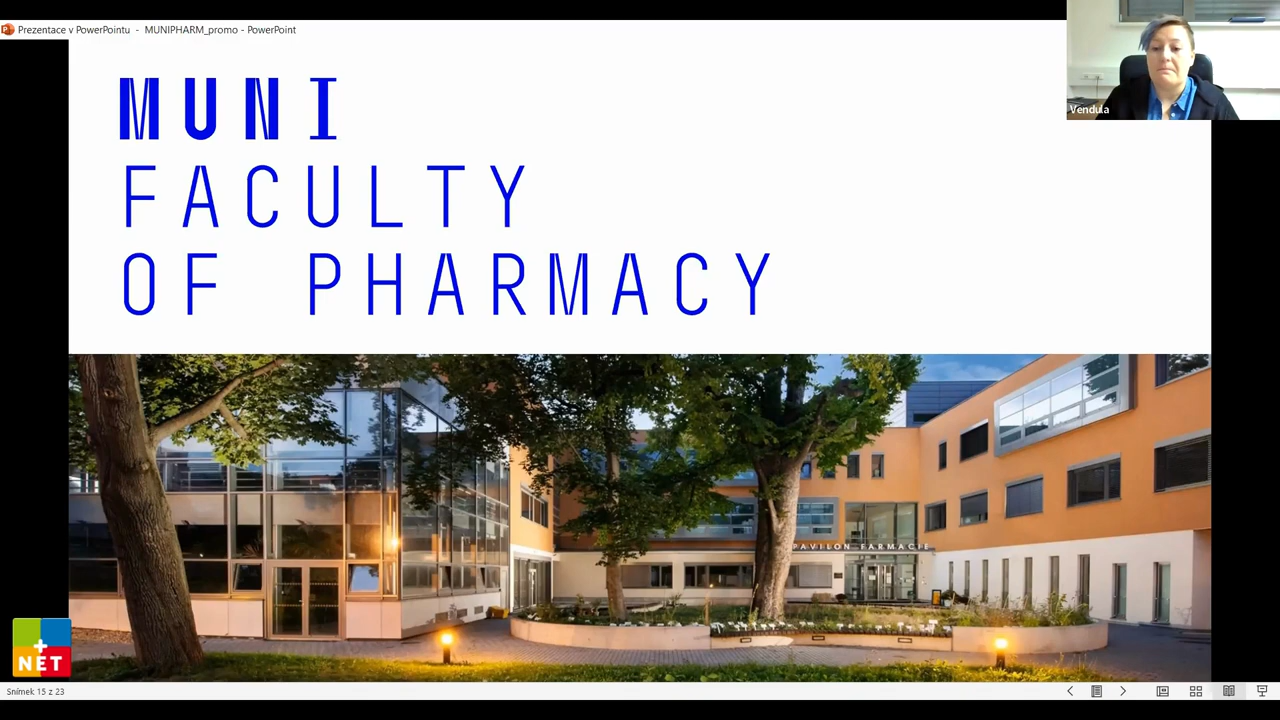 Prezentace v PowerPointu - MUNIPHARM_promo - PowerPoint
Vendula
MUNI
FACULTY
OF PHARMACY
PAVILON FARMACIE
+
NET
Snímek 15 z 23